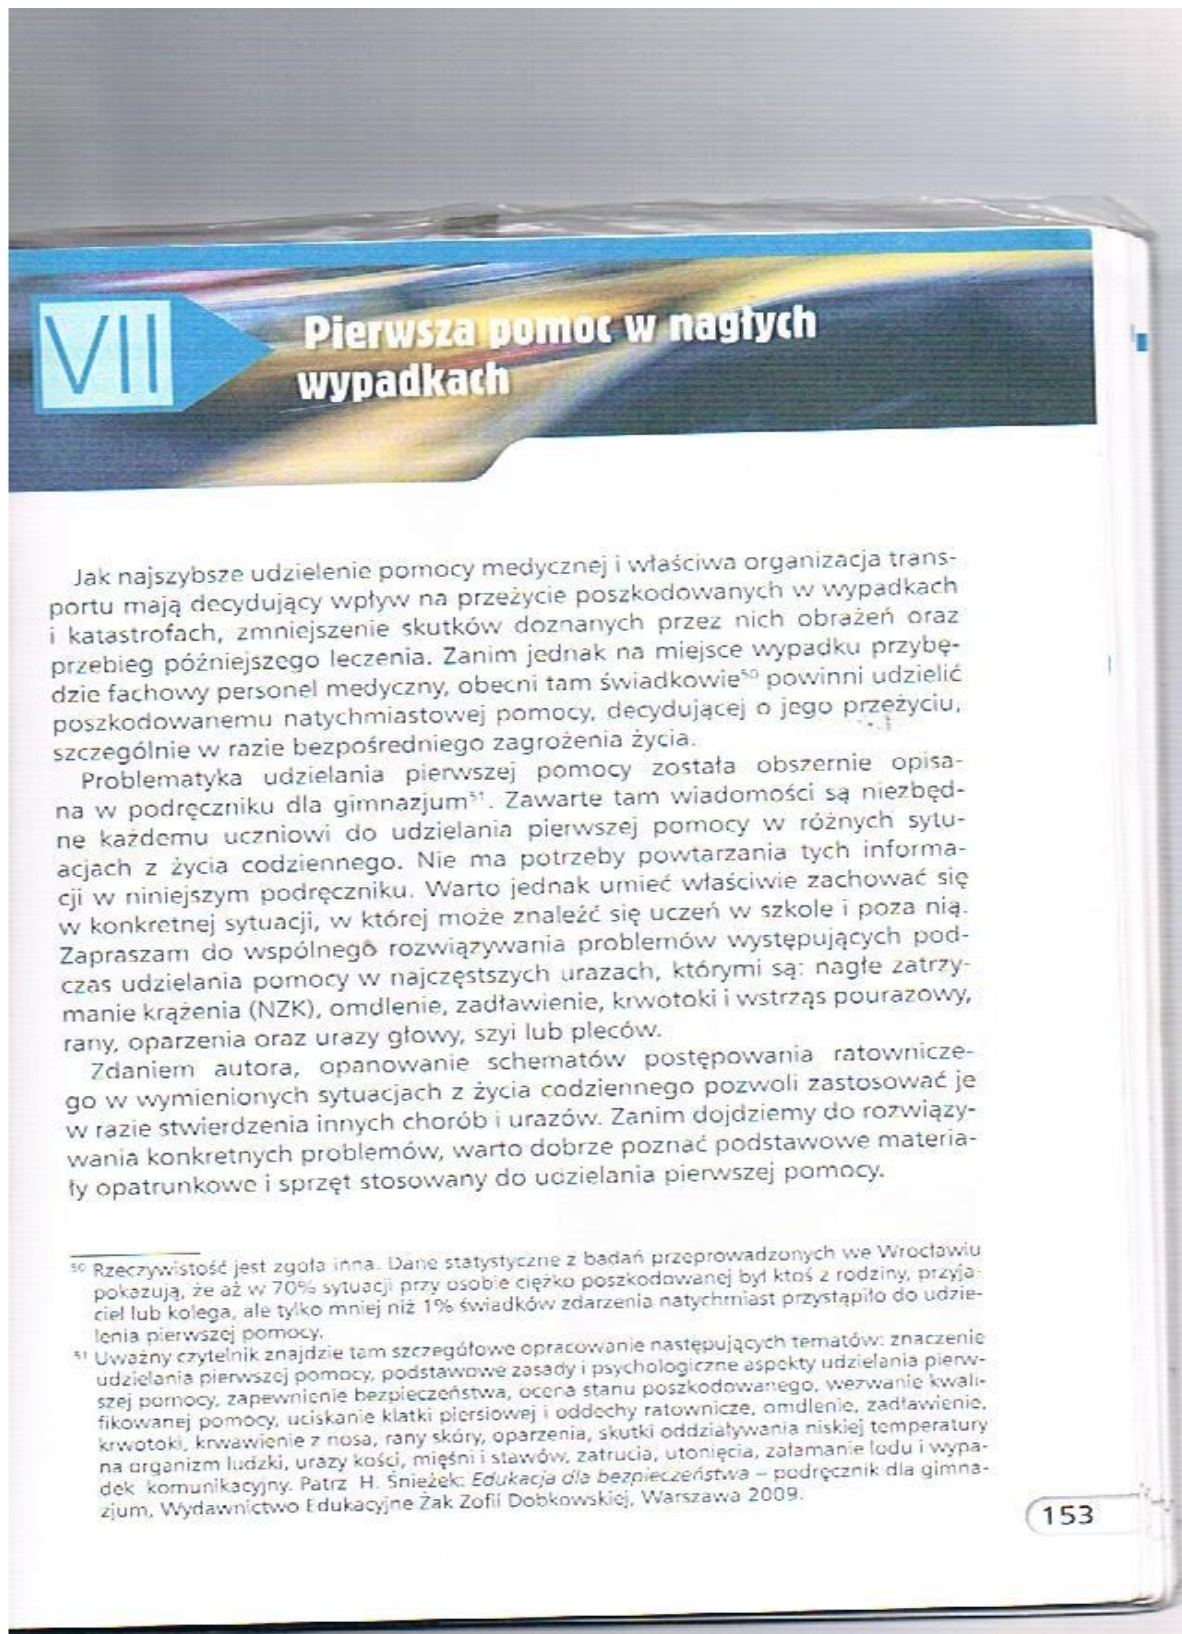 VII
Pierwsza pomoc w nagłych
wypadkach
Jak najszybsze udzielenie pomocy medycznej i właściwa organizacja trans-
portu mają decydujący wpływ na przeżycie poszkodowanych w wypadkach
i katastrofach, zmniejszenie skutków doznanych przez nich obrażeń oraz
przebieg późniejszego leczenia. Zanim jednak na miejsce wypadku przybę-
dzie fachowy personel medyczny, obecni tam świadkowie⁵⁰ powinni udzielić
poszkodowanemu natychmiastowej pomocy, decydującej o jego przeżyciu,
szczególnie w razie bezpośredniego zagrożenia życia.
Problematyka udzielania pierwszej pomocy została obszernie opisa-
na w podręczniku dla gimnazjum⁵¹. Zawarte tam wiadomości są niezbęd-
ne każdemu uczniowi do udzielania pierwszej pomocy w różnych sytu-
acjach z życia codziennego. Nie ma potrzeby powtarzania tych informa-
cji w niniejszym podręczniku. Warto jednak umieć właściwie zachować się
w konkretnej sytuacji, w której może znaleźć się uczeń w szkole i poza nią.
Zapraszam do wspólnego rozwiązywania problemów występujących pod-
czas udzielania pomocy w najczęstszych urazach, którymi są: nagłe zatrzy-
manie krążenia (NZK), omdlenie, zadławienie, krwotoki i wstrząs pourazowy,
rany, oparzenia oraz urazy głowy, szyi lub pleców.
Zdaniem autora, opanowanie schematów postępowania ratownicze-
go w wymienionych sytuacjach z życia codziennego pozwoli zastosować je
w razie stwierdzenia innych chorób i urazów. Zanim dojdziemy do rozwiązy-
wania konkretnych problemów, warto dobrze poznać podstawowe materia-
ły opatrunkowe i sprzęt stosowany do udzielania pierwszej pomocy.
⁵⁰ Rzeczywistość jest zgoła inna. Dane statystyczne z badań przeprowadzonych we Wrocławiu
pokazują, że aż w 70% sytuacji przy osobie ciężko poszkodowanej był ktoś z rodziny, przyja-
ciel lub kolega, ale tylko mniej niż 1% świadków zdarzenia natychmiast przystąpiło do udzie-
lenia pierwszej pomocy.
⁵¹ Uważny czytelnik znajdzie tam szczegółowe opracowanie następujących tematów: znaczenie
udzielania pierwszej pomocy, podstawowe zasady i psychologiczne aspekty udzielania pierw-
szej pomocy, zapewnienie bezpieczeństwa, ocena stanu poszkodowanego, wezwanie kwali-
fikowanej pomocy, uciskanie klatki piersiowej i oddechy ratownicze, omdlenie, zadławienie,
krwotoki, krwawienie z nosa, rany skóry, oparzenia, skutki oddziaływania niskiej temperatury
na organizm ludzki, urazy kości, mięśni i stawów, zatrucia, utonięcia, załamanie lodu i wypa-
dek komunikacyjny. Patrz H. Śnieżek: Edukacja dla bezpieczeństwa – podręcznik dla gimna-
zjum, Wydawnictwo Edukacyjne Żak Zofii Dobkowskiej, Warszawa 2009.
153